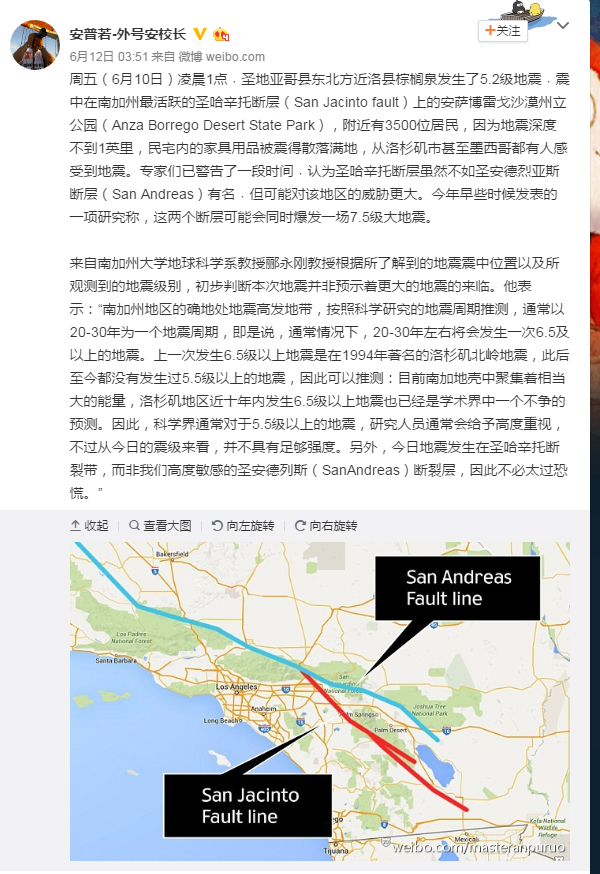 安普若-外号安校长
+关注
6月12日 03:51 来自 微博 weibo.com
周五（6月10日）凌晨1点．圣地亚哥县东北方近洛县棕榈泉发生了5.2级地震．震
中在南加州最活跃的圣哈辛托断层（San Jacinto fault）上的安萨博雷戈沙漠州立
公园（Anza Borrego Desert State Park），附近有3500位居民，因为地震深度
不到1英里，民宅内的家具用品被震得散落满地，从洛杉矶市甚至墨西哥都有人感
受到地震。专家们已警告了一段时间．认为圣哈辛托断层虽然不如圣安德烈亚斯
断层（San Andreas）有名．但可能对该地区的威胁更大。今年早些时候发表的
一项研究称，这两个断层可能会同时爆发一场7.5级大地震。
来自南加州大学地球科学系教授郦永刚教授根据所了解到的地震震中位置以及所
观测到的地震级别，初步判断本次地震并非预示着更大的地震的来临。他表
示：“南加州地区的确地处地震高发地带，按照科学研究的地震周期推测，通常以
20-30年为一个地震周期，即是说，通常情况下，20-30年左右将会发生一次6.5及
以上的地震。上一次发生6.5级以上地震是在1994年著名的洛杉矶北岭地震，此后
至今都没有发生过5.5级以上的地震，因此可以推测：目前南加地壳中聚集着相当
大的能量，洛杉矶地区近十年内发生6.5级以上地震也已经是学术界中一个不争的
预测。因此，科学界通常对于5.5级以上的地震，研究人员通常会给予高度重视，
不过从今日的震级来看，并不具有足够强度。另外，今日地震发生在圣哈辛托断
裂带，而非我们高度敏感的圣安德列斯（SanAndreas）断裂层，因此不必太过恐
慌。”
收起
查看大图
向左旋转
向右旋转
Bakersfield
San Andreas
Fault line
Los Padres
National Forest
Santa Barbara
San
National Forest
Los Angeles
Joshua Tree
National Park
Anaheim
Palm Springs
Long Beach
Palm Desert
San Jacinto
Fault line
Kofa National
Wildlife
Refuge
Mexicali
Tijuana
weibo.com/masteranpuruo